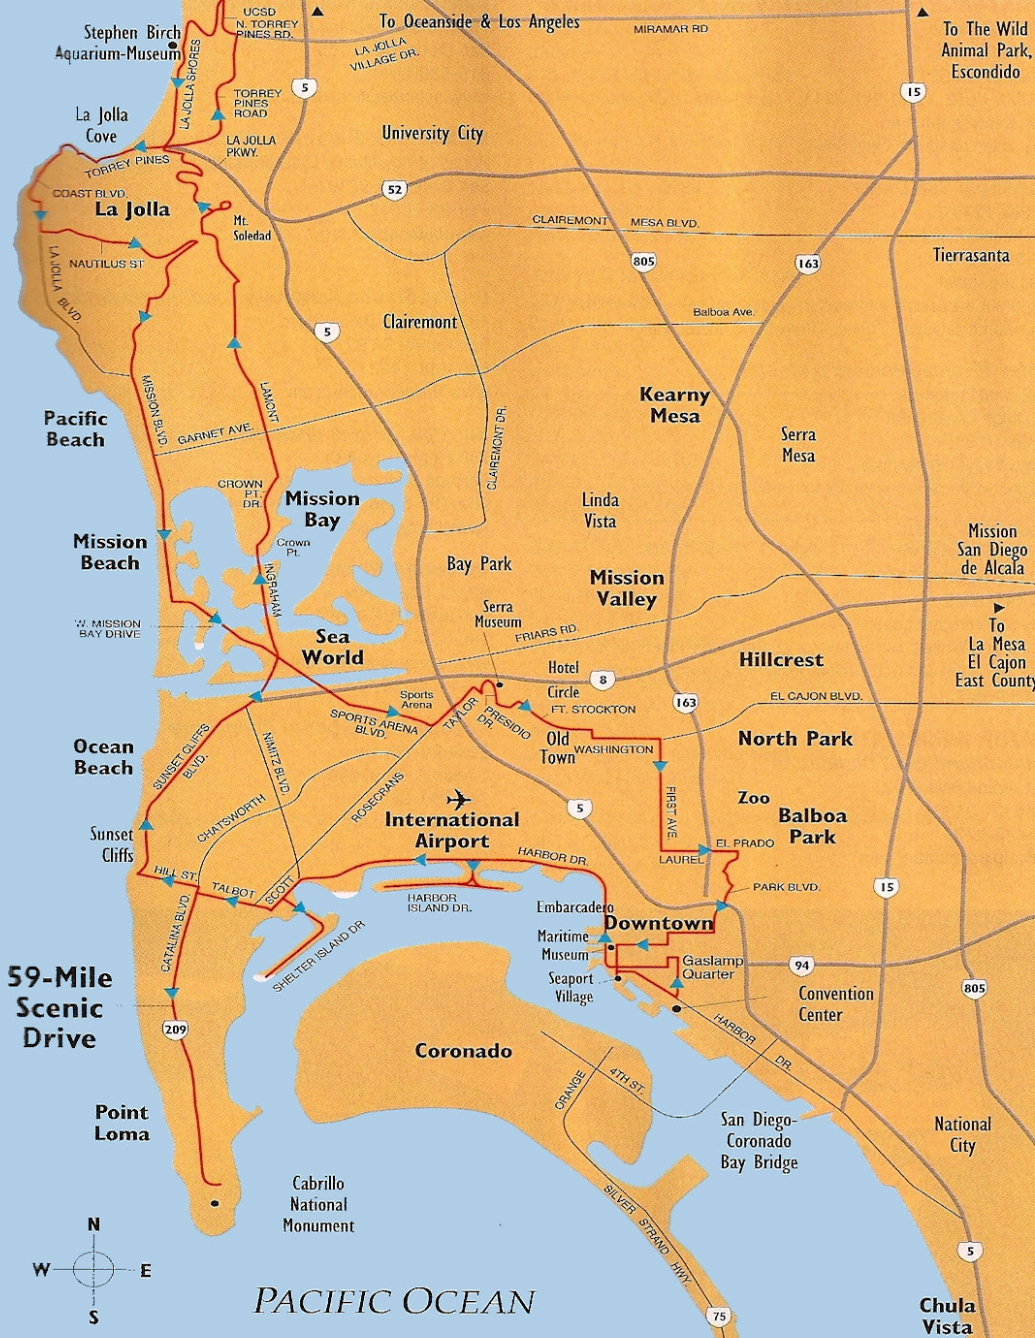 UCSD
N. TORREY
PINES RD.
To Oceanside & Los Angeles
MIRAMAR RD
To The Wild
Animal Park,
Escondido
Stephen Birch
Aquarium-Museum
LA JOLLA SHORES
LA JOLLA
VILLAGE DR.
5
15
TORREY
PINES
ROAD
La Jolla
Cove
University City
LA JOLLA
PKWY.
TORREY PINES
52
COAST BLVD.
La Jolla
Mt.
Soledad
CLAIREMONT MESA BLVD.
Tierrasanta
NAUTILUS ST
805
163
LA JOLLA BLVD.
Balboa Ave.
Clairemont
5
MISSION BLVD.
LAMONT
Kearny
Mesa
Pacific
Beach
GARNET AVE.
CLAIREMONT DR.
Serra
Mesa
CROWN
PT.
DR.
Mission
Bay
Linda
Vista
Crown
Pt.
Mission
Beach
Mission
San Diego
de Alcala
Bay Park
INGRAHAM
Mission
Valley
Serra
Museum
W. MISSION
BAY DRIVE
FRIARS RD.
To
La Mesa
El Cajon
East County
Sea
World
Hotel
Circle
8
Hillcrest
Sports
Arena
163
EL CAJON BLVD.
SPORTS ARENA
BLVD.
TAYLOR
PRESIDIO
DR.
FT. STOCKTON
Old
Town
WASHINGTON
North Park
Ocean
Beach
SUNSET CLIFFS
BLVD.
NIMITZ BLVD.
CHATSWORTH
ROSECRANS
International
Airport
5
FIRST AVE
Zoo
Balboa
Park
Sunset
Cliffs
HARBOR DR.
LAUREL
EL PRADO
HILL ST.
TALBOT
SCOTT
PARK BLVD.
15
HARBOR
ISLAND DR.
CATALINA BLVD.
Embarcadero
Downtown
SHELTER ISLAND DR
Maritime
Museum
Gaslamp
Quarter
94
59-Mile
Scenic
Drive
Seaport
Village
Convention
Center
805
209
HARBOR DR.
Coronado
ORANGE
4TH ST.
Point
Loma
San Diego-
Coronado
Bay Bridge
National
City
Cabrillo
National
Monument
SILVER STRAND HWY.
N
W E
S
5
PACIFIC OCEAN
75
Chula
Vista